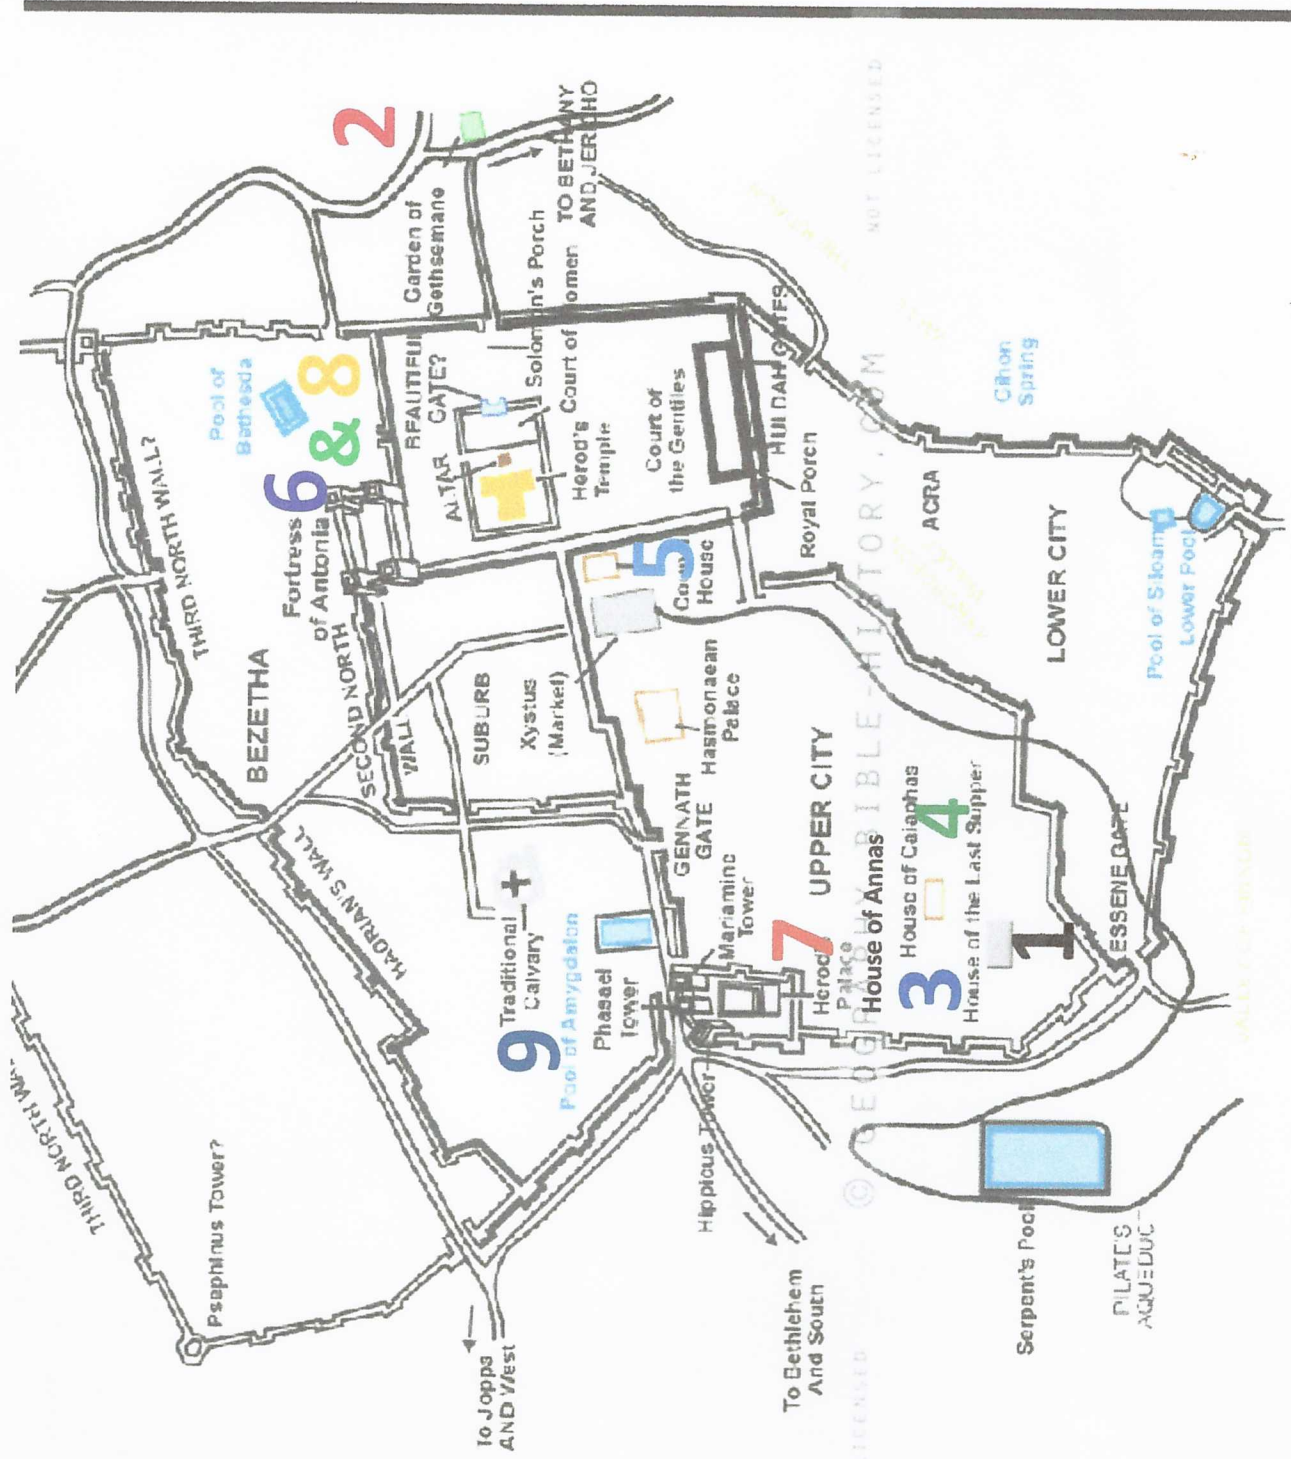 THIRD NORTH WA
Psephinus Tower?
THIRD NORTH WALL?
BEZETHA
Pool of
Bethesda
HADRIAN'S WALL
Fortress
of Antonia
6 & 8
2
SECOND NORTH
WALL
BEAUTIFUL
GATE?
Garden of
Gethsemane
ALTAR
To Joppa
AND West
SUBURB
9
Traditional
Calvary
Xystus
(Market)
Solomon's Porch
Court of Women
TO BETHANY
AND JERICHO
Pool of Amygdalon
Herod's
Temple
Phasael
Tower
Court of
the Gentiles
5
House
GENNATH
GATE
Hasmonaean
Palace
Hippicus Tower
Mariamne
Tower
HULDAH GATES
To Bethlehem
And South
7
UPPER CITY
Royal Porch
Herod
Palace
House of Annas
© GEOGRAPHY BIBLE-HISTORY.COM
NOT LICENSED
3
House of Caiaphas
4
ACRA
House of the Last Supper
1
Gihon
Spring
Serpent's Pool
LOWER CITY
PILATE'S
AQUEDUC
ESSENE GATE
Pool of Siloam
Lower Pool